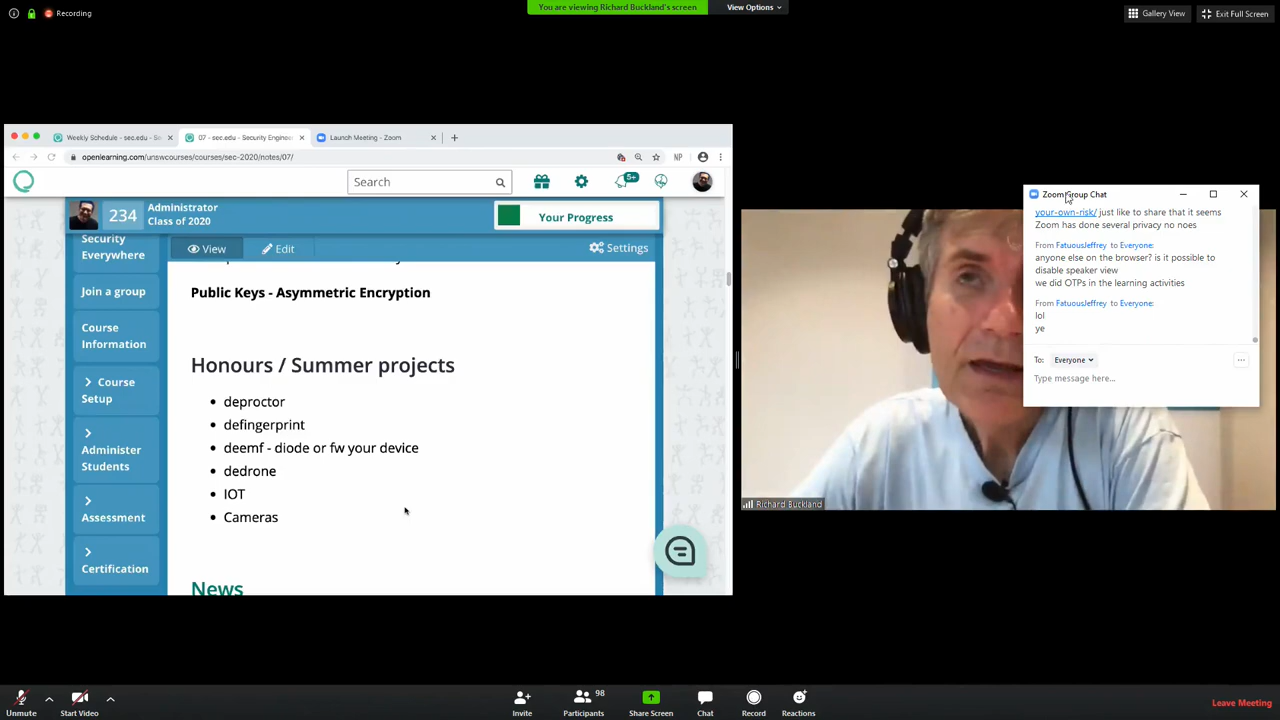 Recording
You are viewing Richard Buckland's screen
View Options
Gallery View
Exit Full Screen
Weekly Schedule - sec.edu - Se
07 - sec.edu - Security Enginee
Launch Meeting - Zoom
openlearning.com/unswcourses/courses/sec-2020/notes/07/
NP
Search
5+
234
Administrator
Class of 2020
Your Progress
View
Edit
Settings
Security
Everywhere
Join a group
Course
Information
Course
Setup
Administer
Students
Assessment
Certification
Public Keys - Asymmetric Encryption
Honours / Summer projects
deproctor
defingerprint
deemf - diode or fw your device
dedrone
IOT
Cameras
News
Zoom Group Chat
your-own-risk/ just like to share that it seems
Zoom has done several privacy no noes
From FatuousJeffrey to Everyone:
anyone else on the browser? is it possible to
disable speaker view
we did OTPs in the learning activities
From FatuousJeffrey to Everyone:
lol
ye
To: Everyone
Type message here...
Richard Buckland
Unmute
Start Video
Invite
Participants
98
Share Screen
Chat
Record
Reactions
Leave Meeting